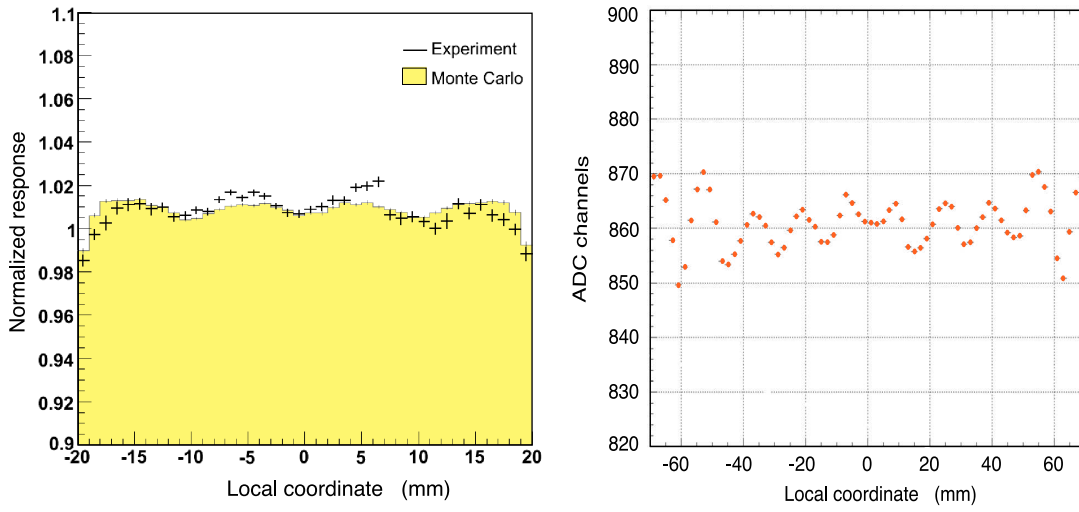 1.1
1.08
1.06
1.04
1.02
1
0.98
0.96
0.94
0.92
0.9
Normalized response
Experiment
Monte Carlo
-20 -15 -10 -5 0 5 10 15 20
Local coordinate (mm)
900
890
880
870
860
850
840
830
820
ADC channels
-60 -40 -20 0 20 40 60
Local coordinate (mm)